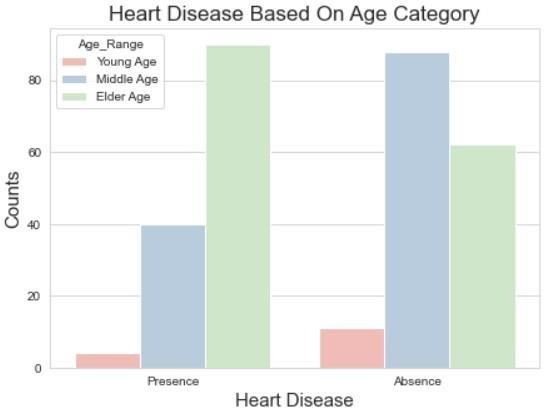 Heart Disease Based On Age Category
Age_Range
Young Age
Middle Age
Elder Age
80
60
40
20
0
Counts
Presence
Absence
Heart Disease